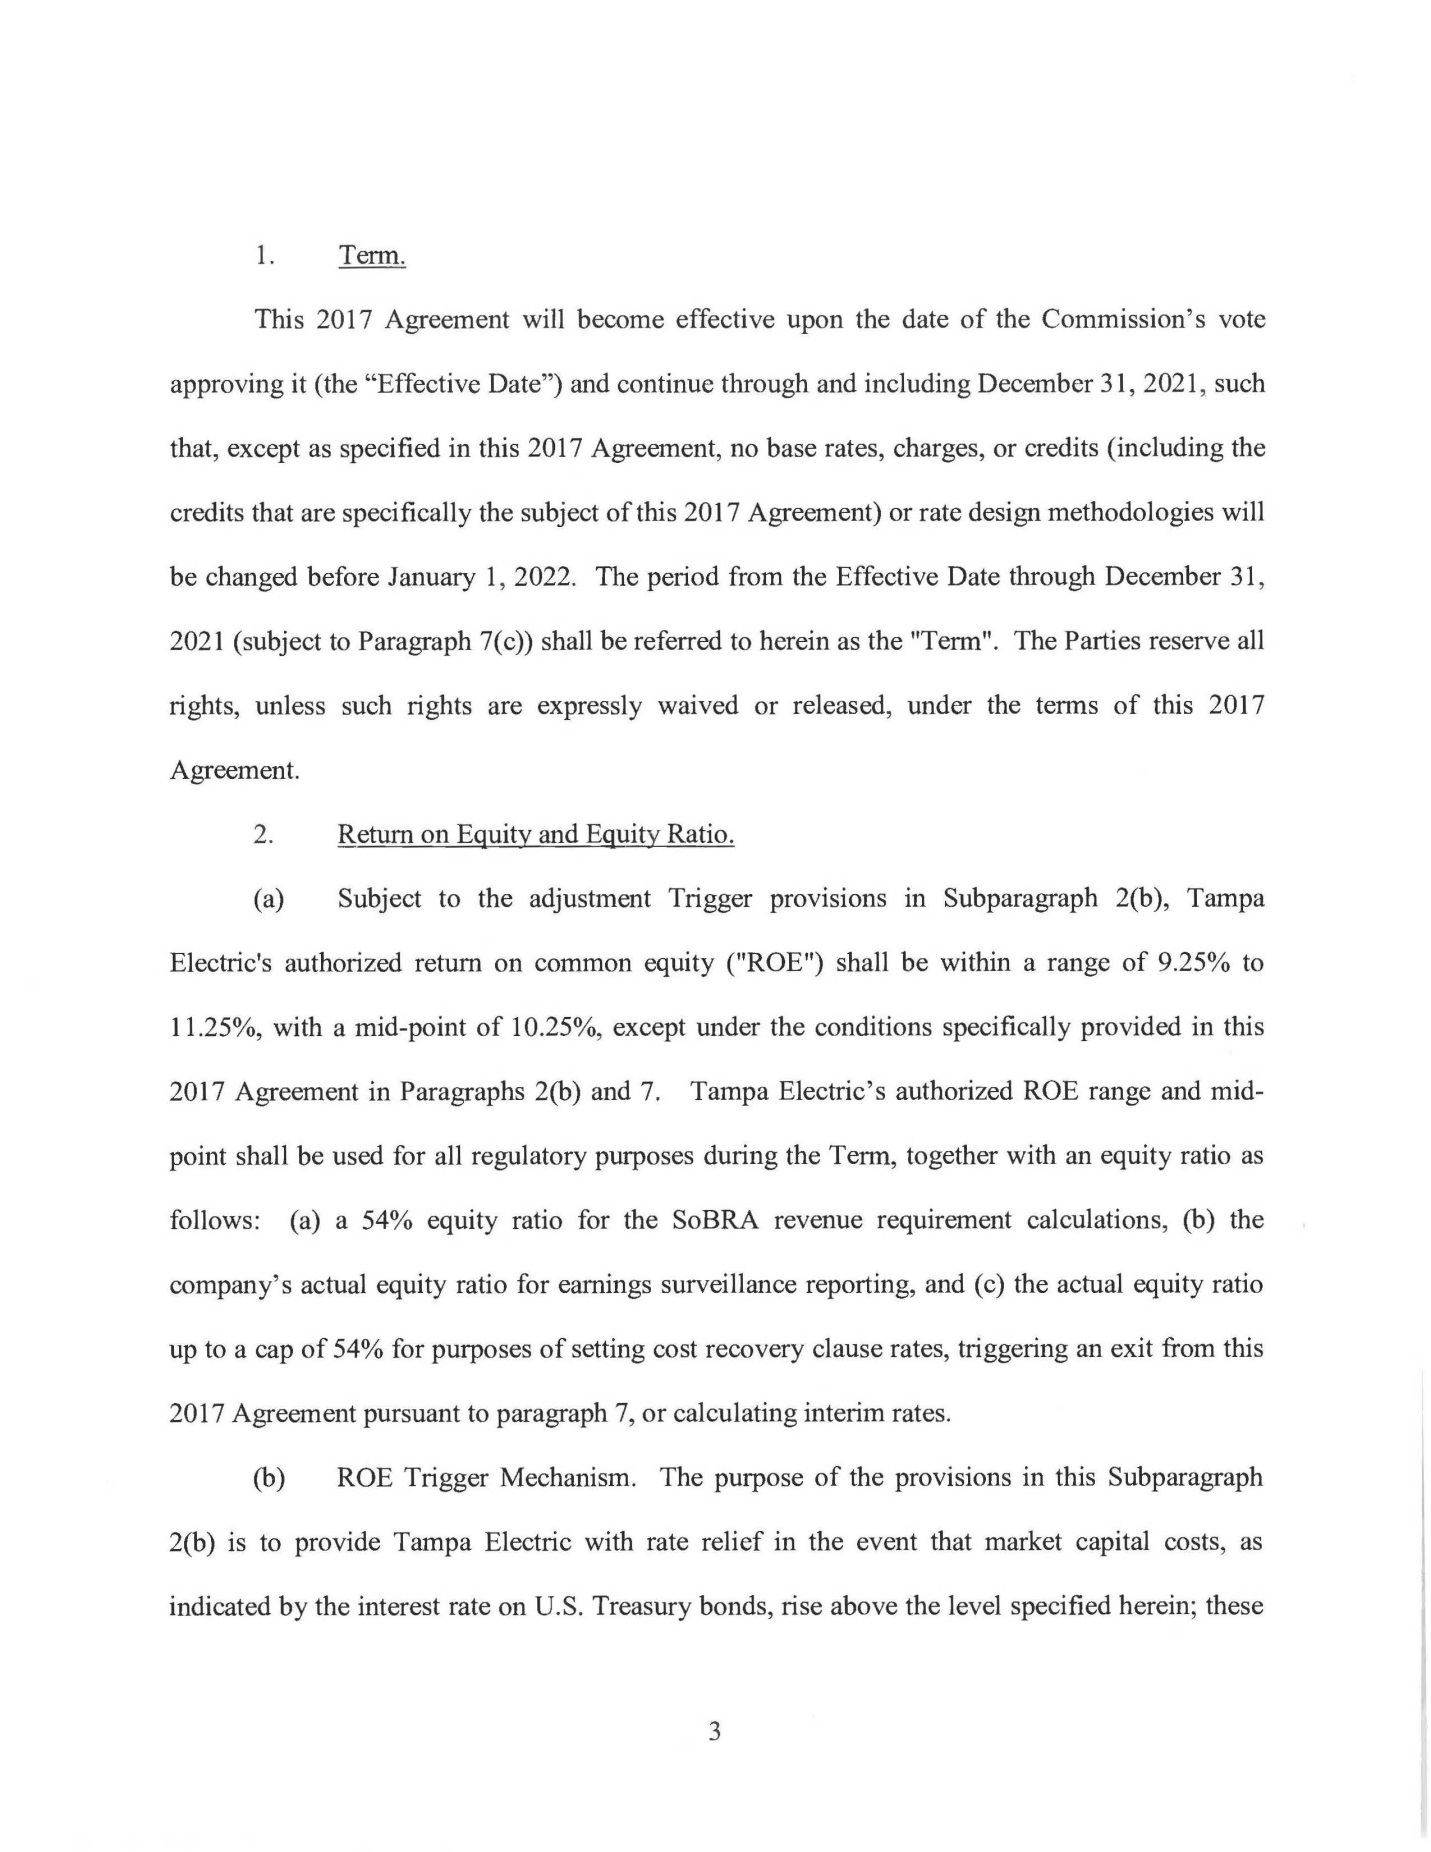 1. Term.
This 2017 Agreement will become effective upon the date of the Commission’s vote
approving it (the “Effective Date”) and continue through and including December 31, 2021, such
that, except as specified in this 2017 Agreement, no base rates, charges, or credits (including the
credits that are specifically the subject of this 2017 Agreement) or rate design methodologies will
be changed before January 1, 2022. The period from the Effective Date through December 31,
2021 (subject to Paragraph 7(c)) shall be referred to herein as the "Term". The Parties reserve all
rights, unless such rights are expressly waived or released, under the terms of this 2017
Agreement.
2. Return on Equity and Equity Ratio.
(a) Subject to the adjustment Trigger provisions in Subparagraph 2(b), Tampa
Electric's authorized return on common equity ("ROE") shall be within a range of 9.25% to
11.25%, with a mid-point of 10.25%, except under the conditions specifically provided in this
2017 Agreement in Paragraphs 2(b) and 7. Tampa Electric’s authorized ROE range and mid-
point shall be used for all regulatory purposes during the Term, together with an equity ratio as
follows: (a) a 54% equity ratio for the SoBRA revenue requirement calculations, (b) the
company’s actual equity ratio for earnings surveillance reporting, and (c) the actual equity ratio
up to a cap of 54% for purposes of setting cost recovery clause rates, triggering an exit from this
2017 Agreement pursuant to paragraph 7, or calculating interim rates.
(b) ROE Trigger Mechanism. The purpose of the provisions in this Subparagraph
2(b) is to provide Tampa Electric with rate relief in the event that market capital costs, as
indicated by the interest rate on U.S. Treasury bonds, rise above the level specified herein; these
3